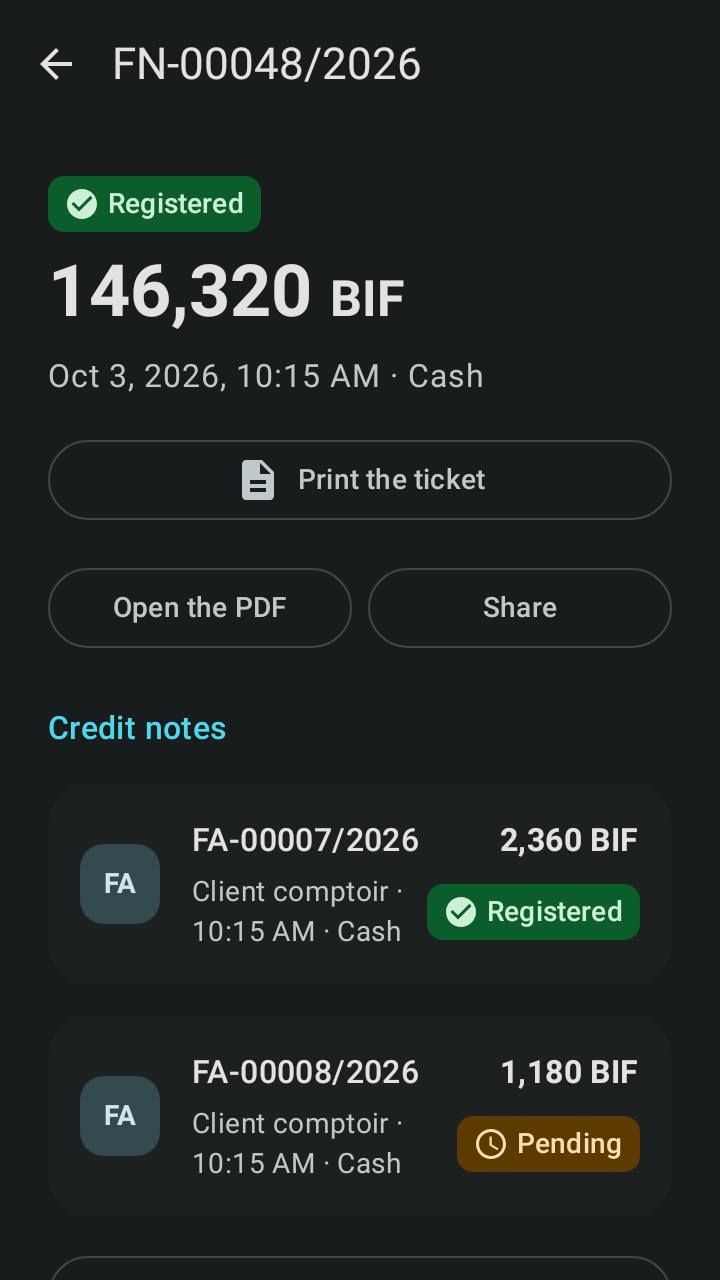 FN-00048/2026
Registered
146,320 BIF
Oct 3, 2026, 10:15 AM · Cash
Print the ticket
Open the PDF
Share
Credit notes
FA
FA-00007/2026
2,360 BIF
Client comptoir ·
10:15 AM · Cash
Registered
FA
FA-00008/2026
1,180 BIF
Client comptoir ·
10:15 AM · Cash
Pending